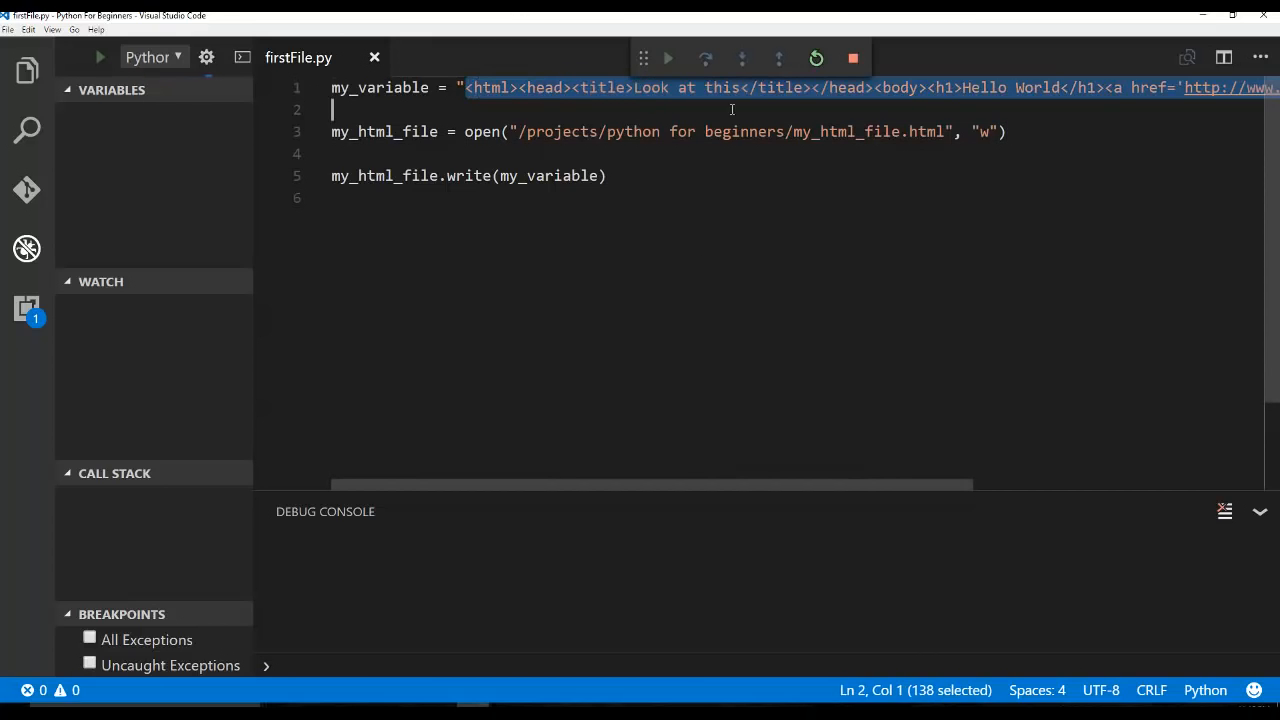 firstFile.py - Python For Beginners - Visual Studio Code
File Edit View Go Help
Python
firstFile.py
VARIABLES
WATCH
CALL STACK
BREAKPOINTS
All Exceptions
Uncaught Exceptions
1 my_variable = "<html><head><title>Look at this</title></head><body><h1>Hello World</h1><a href='http://www.
2
3 my_html_file = open("/projects/python for beginners/my_html_file.html", "w")
4
5 my_html_file.write(my_variable)
6
DEBUG CONSOLE
1
0 0 Ln 2, Col 1 (138 selected) Spaces: 4 UTF-8 CRLF Python